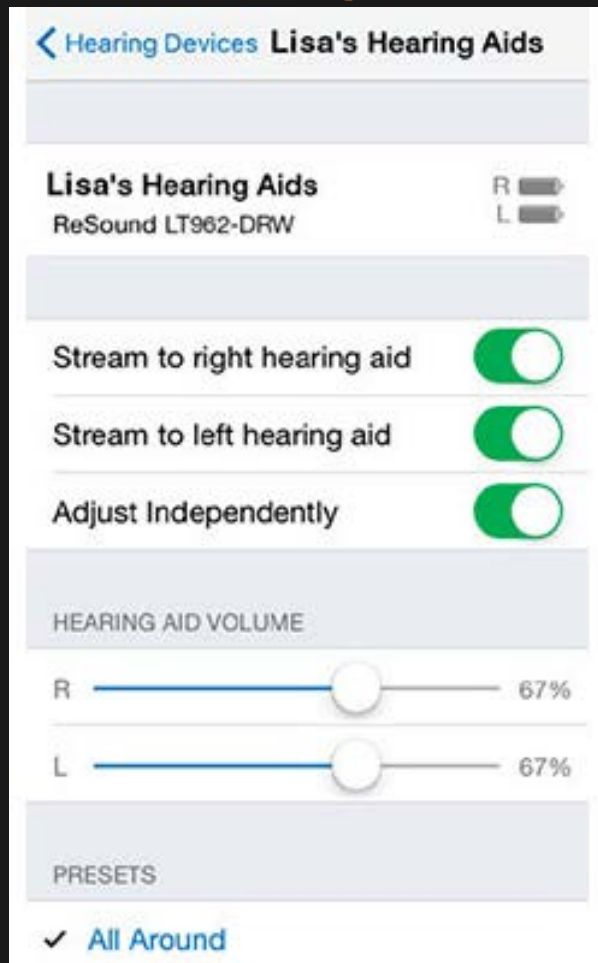 Hearing Devices Lisa's Hearing Aids
Lisa's Hearing Aids R
ReSound LT962-DRW L
Stream to right hearing aid
Stream to left hearing aid
Adjust Independently
HEARING AID VOLUME
R 67%
L 67%
PRESETS
✓ All Around